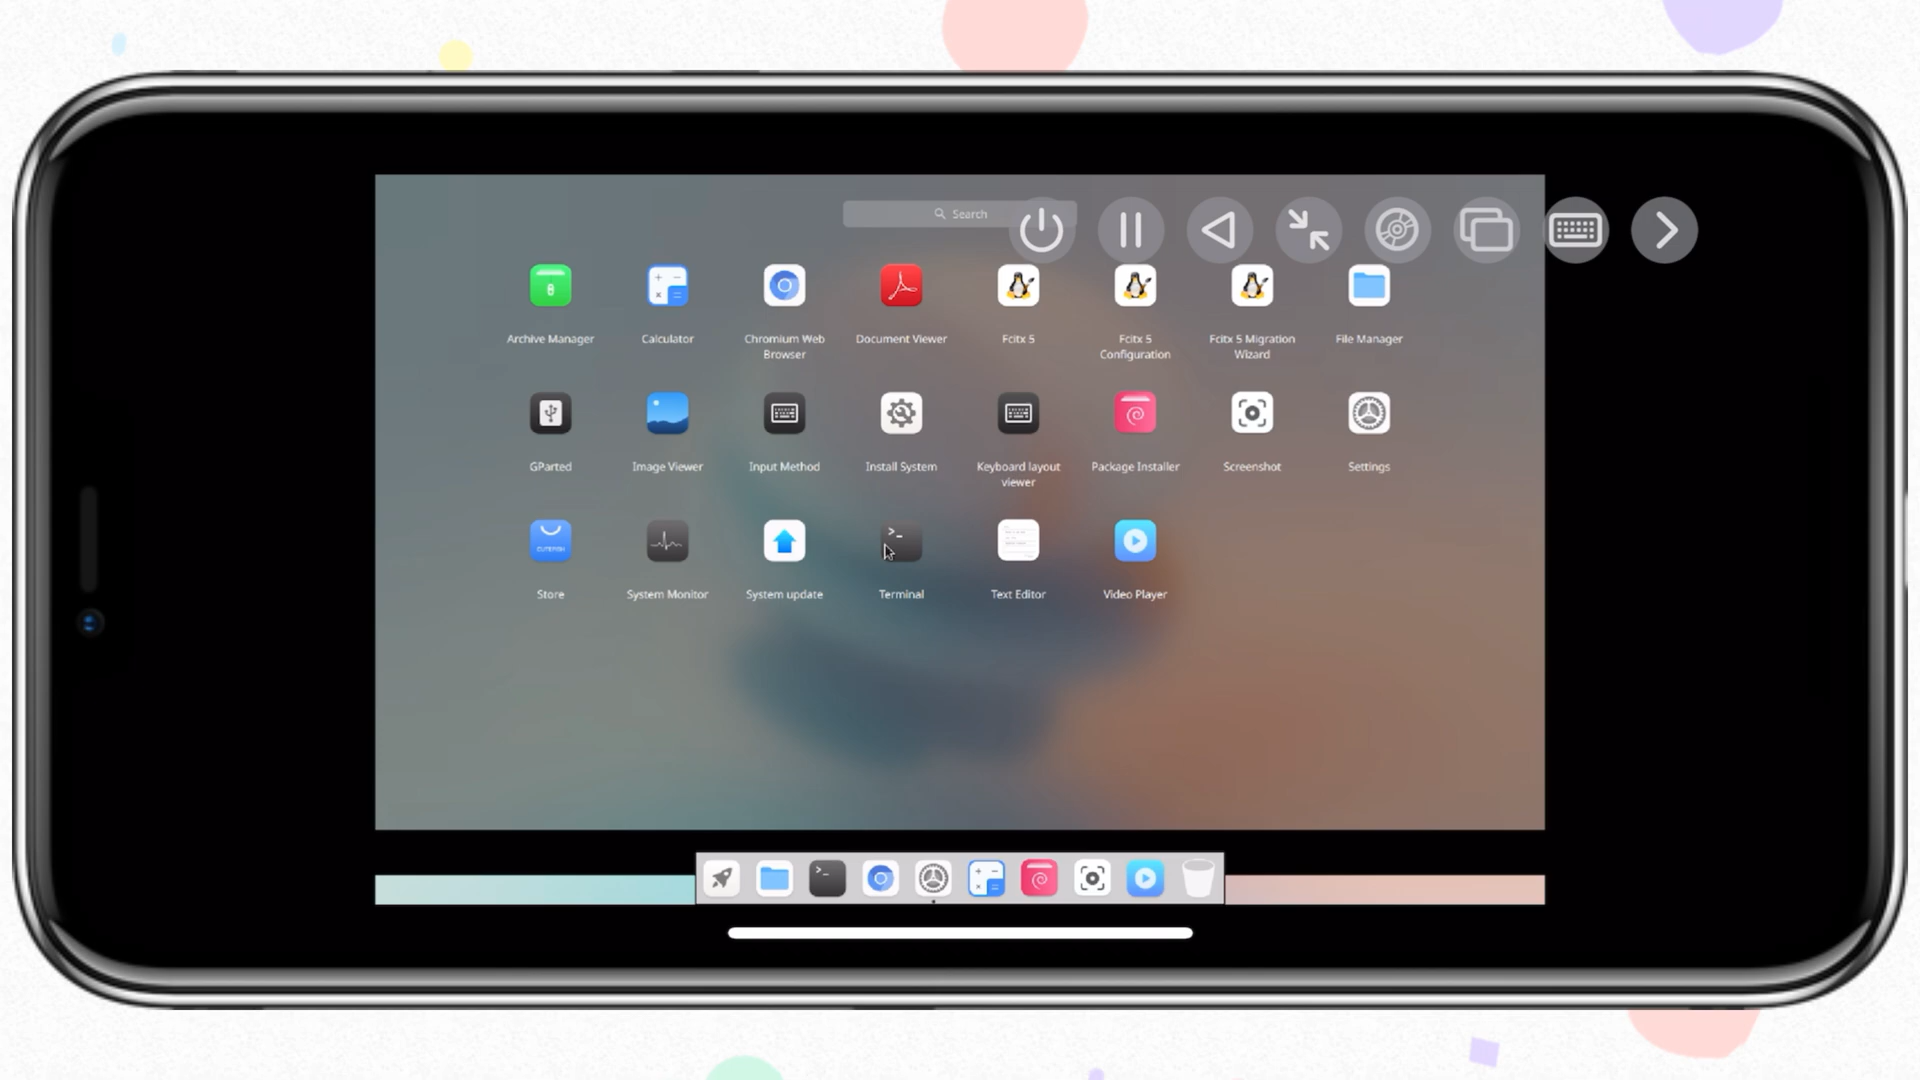 Search
Archive Manager
Calculator
Chromium Web
Browser
Document Viewer
Fcitx 5
Fcitx 5
Configuration
Fcitx 5 Migration
Wizard
File Manager
GParted
Image Viewer
Input Method
Install System
Keyboard layout
viewer
Package Installer
Screenshot
Settings
CUTEFISH
Store
System Monitor
System update
Terminal
Text Editor
Video Player